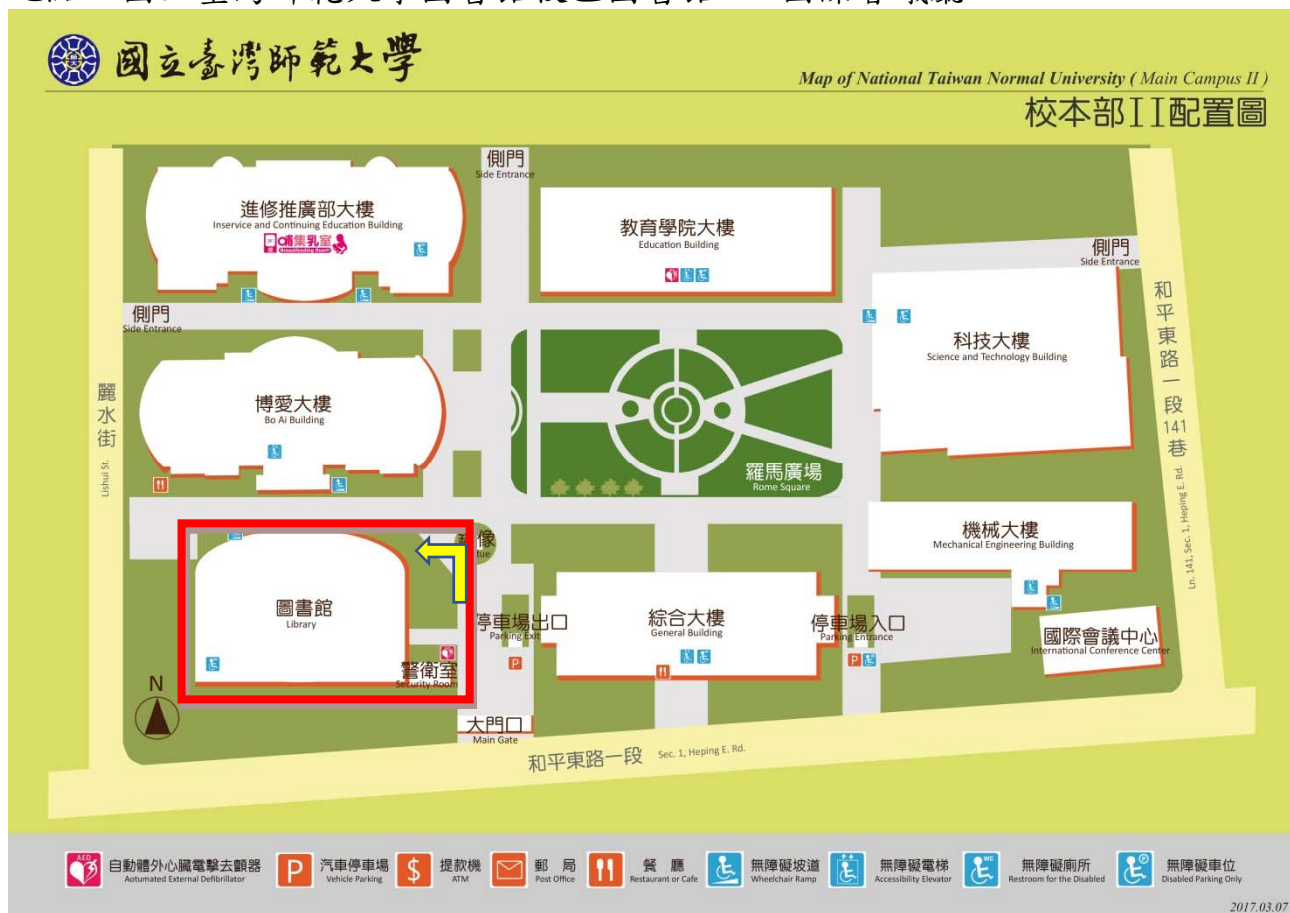 國立臺灣師範大學
Map of National Taiwan Normal University ( Main Campus II )
校本部II配置圖
側門
Side Entrance
進修推廣部大樓
Inservice and Continuing Education Building
哺集乳室
Breastfeeding Room
教育學院大樓
Education Building
側門
Side Entrance
側門
Side Entrance
科技大樓
Science and Technology Building
和平東路一段141巷
Ln. 141, Sec. 1, Heping E. Rd.
麗水街
Lishui St.
博愛大樓
Bo Ai Building
羅馬廣場
Rome Square
機械大樓
Mechanical Engineering Building
像
tue
圖書館
Library
停車場出口
Parking Exit
P
綜合大樓
General Building
停車場入口
Parking Entrance
P
國際會議中心
International Conference Center
警衛室
Security Room
N
大門口
Main Gate
和平東路一段 Sec. 1, Heping E. Rd.
AED 自動體外心臟電擊去顫器
Aotumated External Defibrillator
P 汽車停車場
Vehicle Parking
$ 提款機
ATM
郵局
Post Office
餐廳
Restaurant or Cafe
無障礙坡道
Wheelchair Ramp
無障礙電梯
Accessibility Elevator
WC 無障礙廁所
Restroom for the Disabled
P 無障礙車位
Disabled Parking Only
2017.03.07